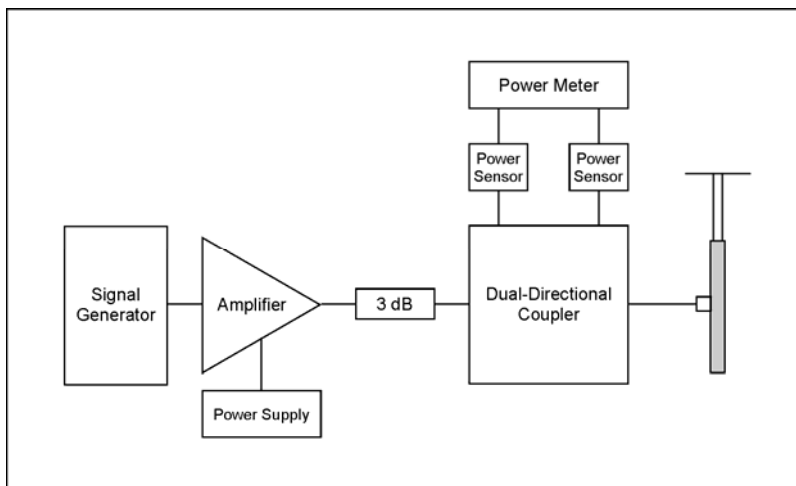 Power Meter
Power
Sensor
Power
Sensor
Signal
Generator
Amplifier
3 dB
Dual-Directional
Coupler
Power Supply